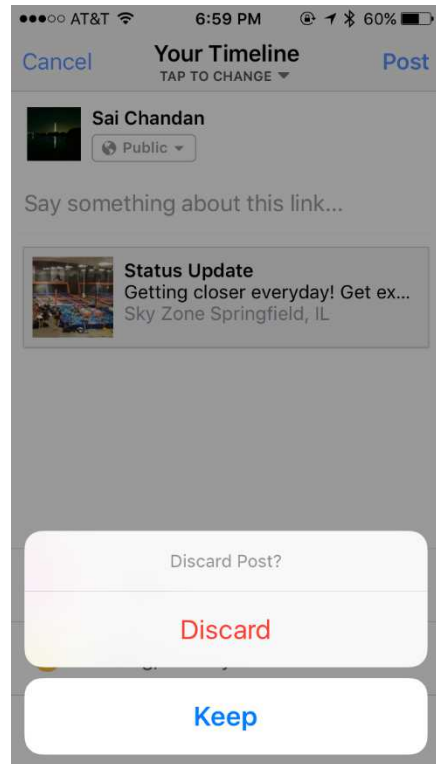 AT&T 6:59 PM 60%
Cancel Your Timeline Post
TAP TO CHANGE
Sai Chandan
Public
Say something about this link...
Status Update
Getting closer everyday! Get ex...
Sky Zone Springfield, IL
Discard Post?
Discard
Keep